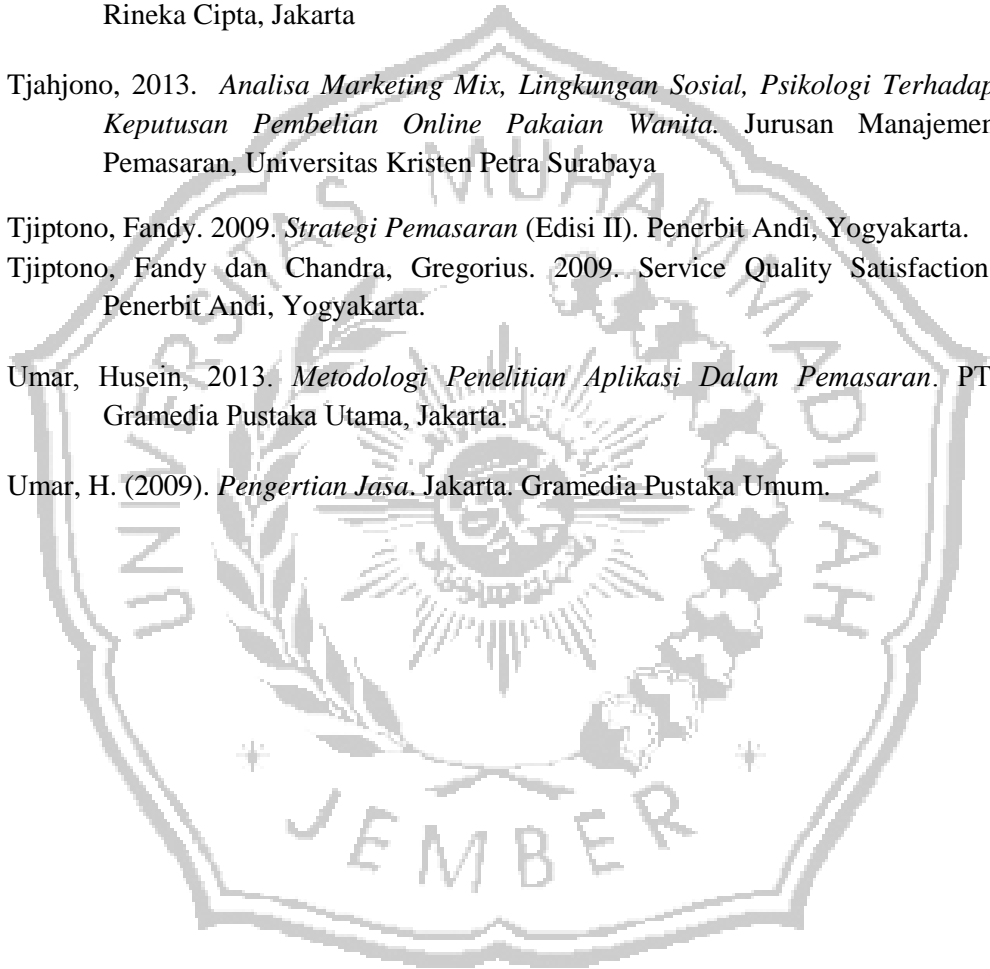 Rineka Cipta, Jakarta
Tjahjono, 2013. Analisa Marketing Mix, Lingkungan Sosial, Psikologi Terhadap
Keputusan Pembelian Online Pakaian Wanita. Jurusan Manajemen
Pemasaran, Universitas Kristen Petra Surabaya
Tjiptono, Fandy. 2009. Strategi Pemasaran (Edisi II). Penerbit Andi, Yogyakarta.
Tjiptono, Fandy dan Chandra, Gregorius. 2009. Service Quality Satisfaction
Penerbit Andi, Yogyakarta.
Umar, Husein, 2013. Metodologi Penelitian Aplikasi Dalam Pemasaran. PT
Gramedia Pustaka Utama, Jakarta.
Umar, H. (2009). Pengertian Jasa. Jakarta. Gramedia Pustaka Umum.
UNIVERSITAS MUHAMMADIYAH
JEMBER